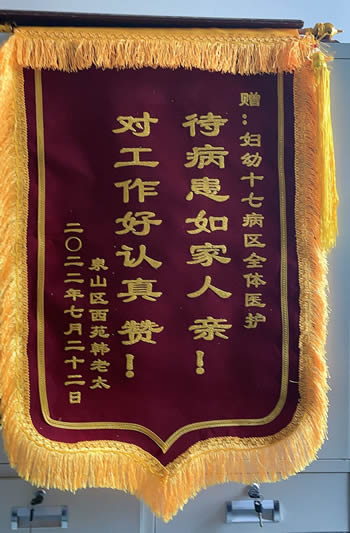 赠：妇幼十七病区全体医护
待病患如家人亲！
对工作好认真赞！
泉山区西苑韩老太
二〇二二年七月二十二日